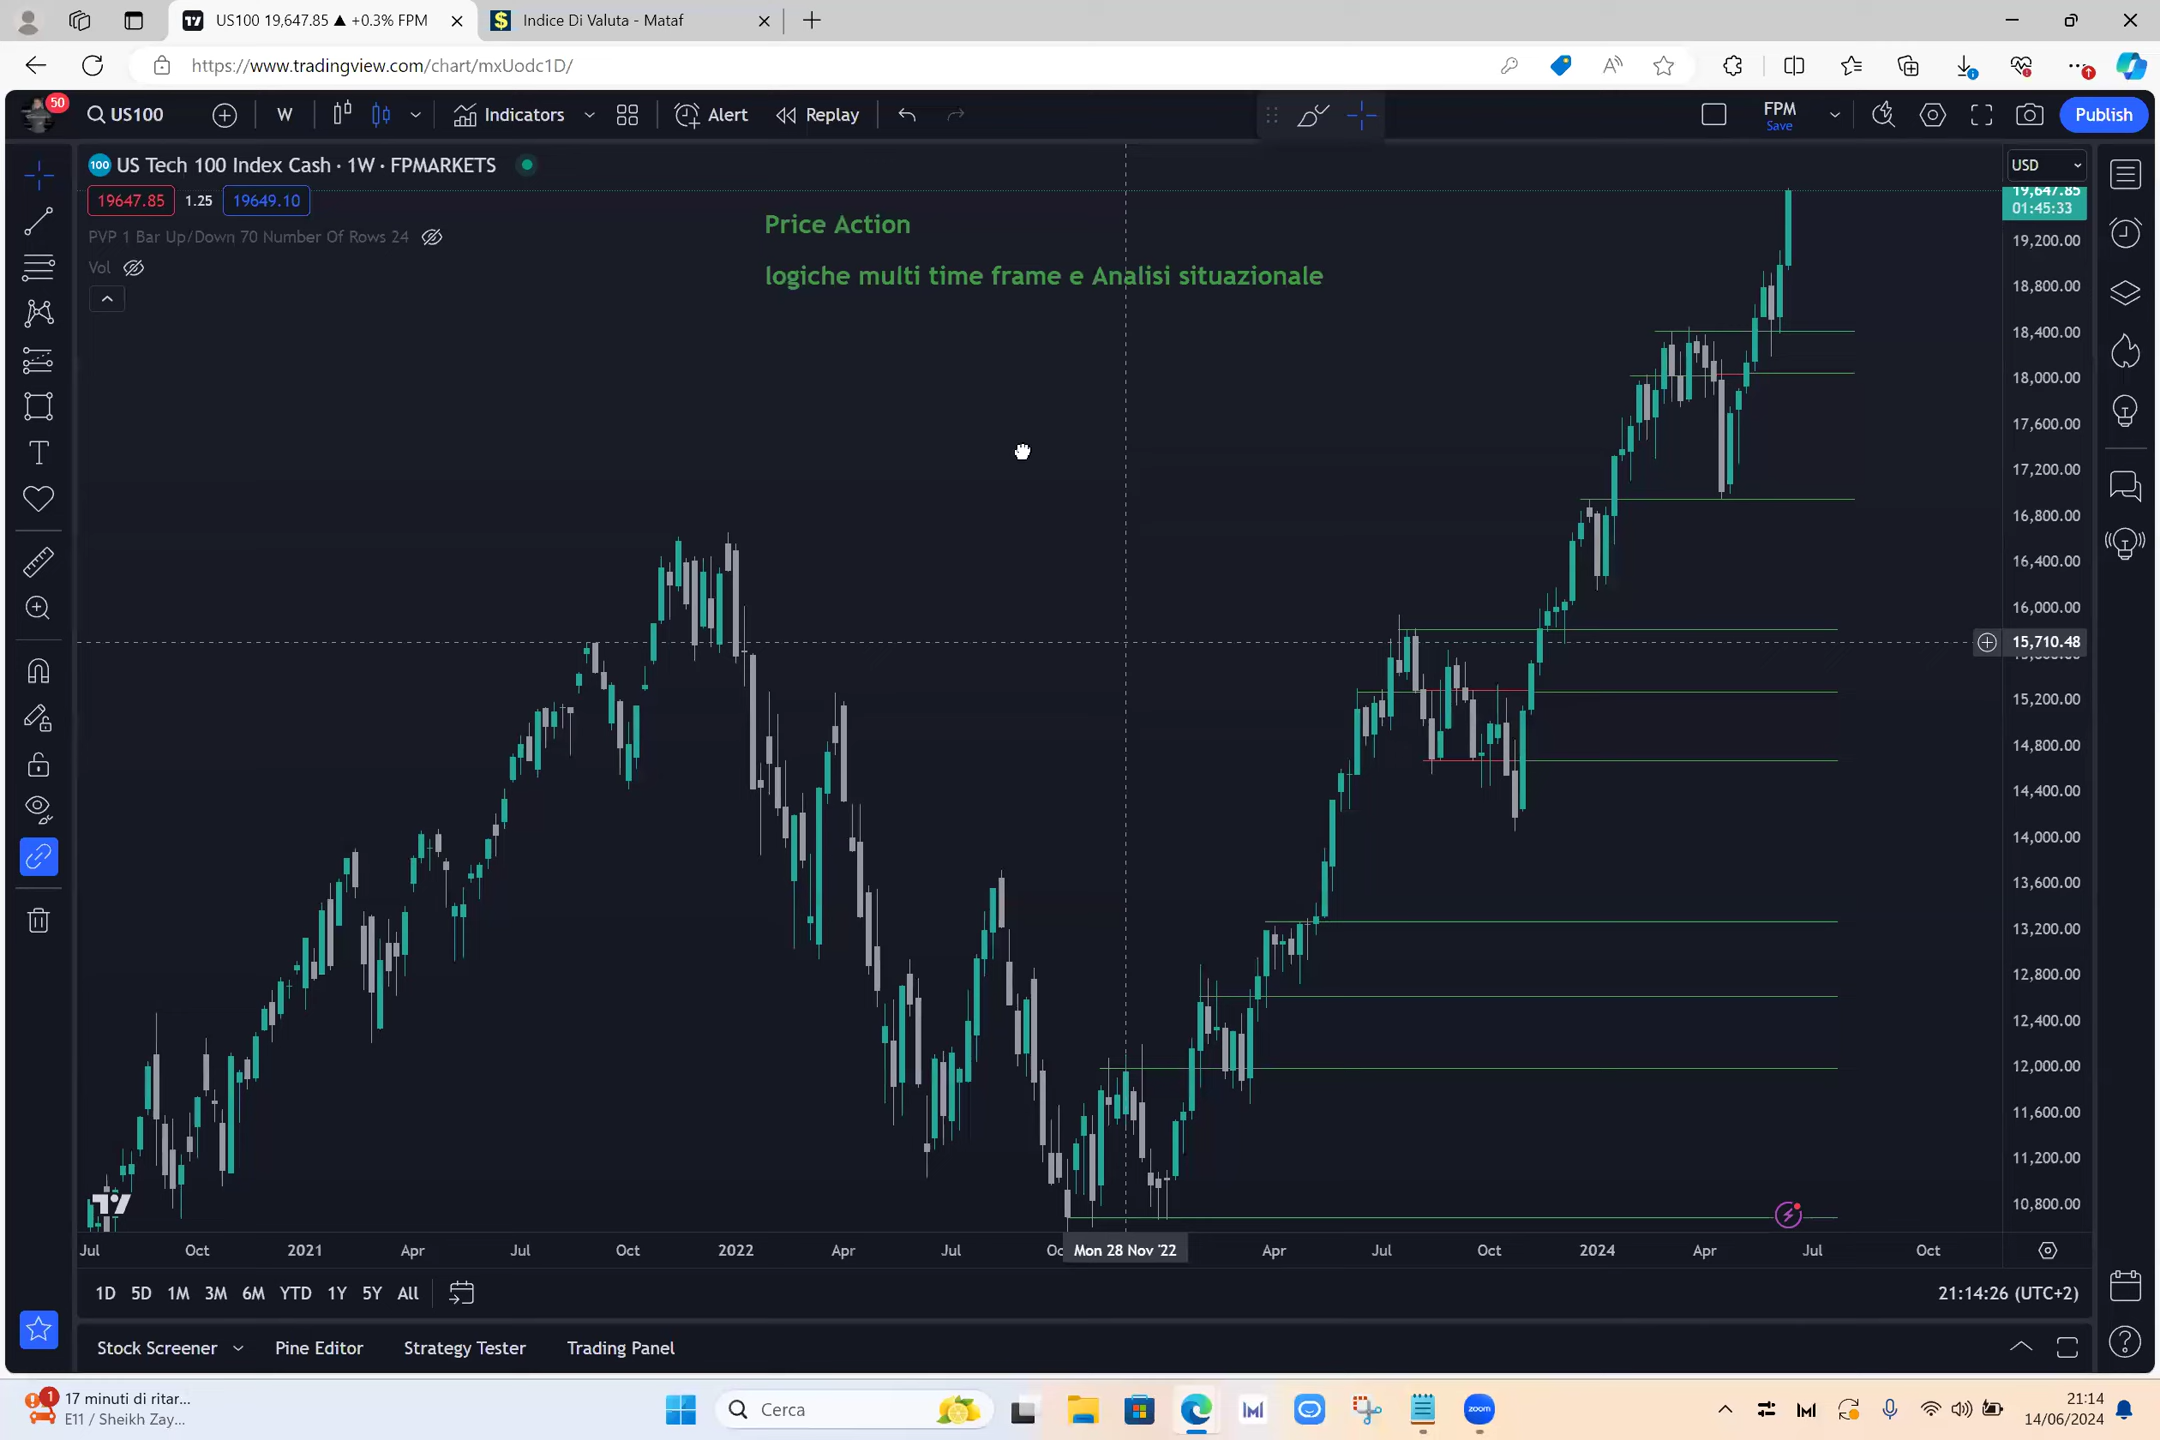 US100 19,647.85 ▲ +0.3% FPM
Indice Di Valuta - Mataf
https://www.tradingview.com/chart/mxUodc1D/
50
US100
W
Indicators
Alert
Replay
FPM
Save
Publish
100
US Tech 100 Index Cash · 1W · FPMARKETS
USD
19647.85
1.25
19649.10
PVP 1 Bar Up/Down 70 Number Of Rows 24
Vol
Price Action
logiche multi time frame e Analisi situazionale
19,647.85
01:45:33
19,200.00
18,800.00
18,400.00
18,000.00
17,600.00
17,200.00
16,800.00
16,400.00
16,000.00
15,710.48
15,200.00
14,800.00
14,400.00
14,000.00
13,600.00
13,200.00
12,800.00
12,400.00
12,000.00
11,600.00
11,200.00
10,800.00
Jul
Oct
2021
Apr
Jul
Oct
2022
Apr
Jul
Mon 28 Nov '22
Apr
Jul
Oct
2024
Apr
Jul
Oct
1D 5D 1M 3M 6M YTD 1Y 5Y All
21:14:26 (UTC+2)
Stock Screener
Pine Editor
Strategy Tester
Trading Panel
1
17 minuti di ritar...
E11 / Sheikh Zay...
Cerca
zoom
21:14
14/06/2024